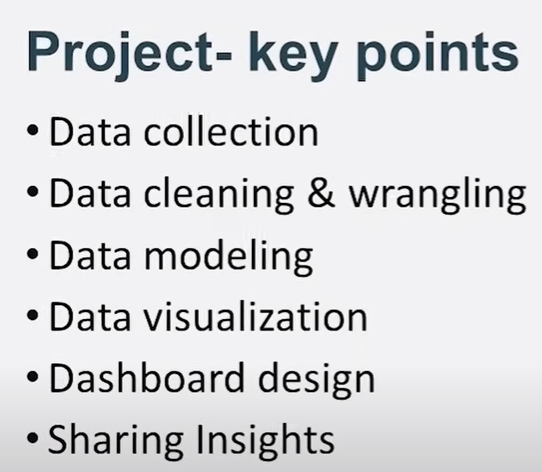 Project- key points
• Data collection
• Data cleaning & wrangling
• Data modeling
• Data visualization
• Dashboard design
• Sharing Insights